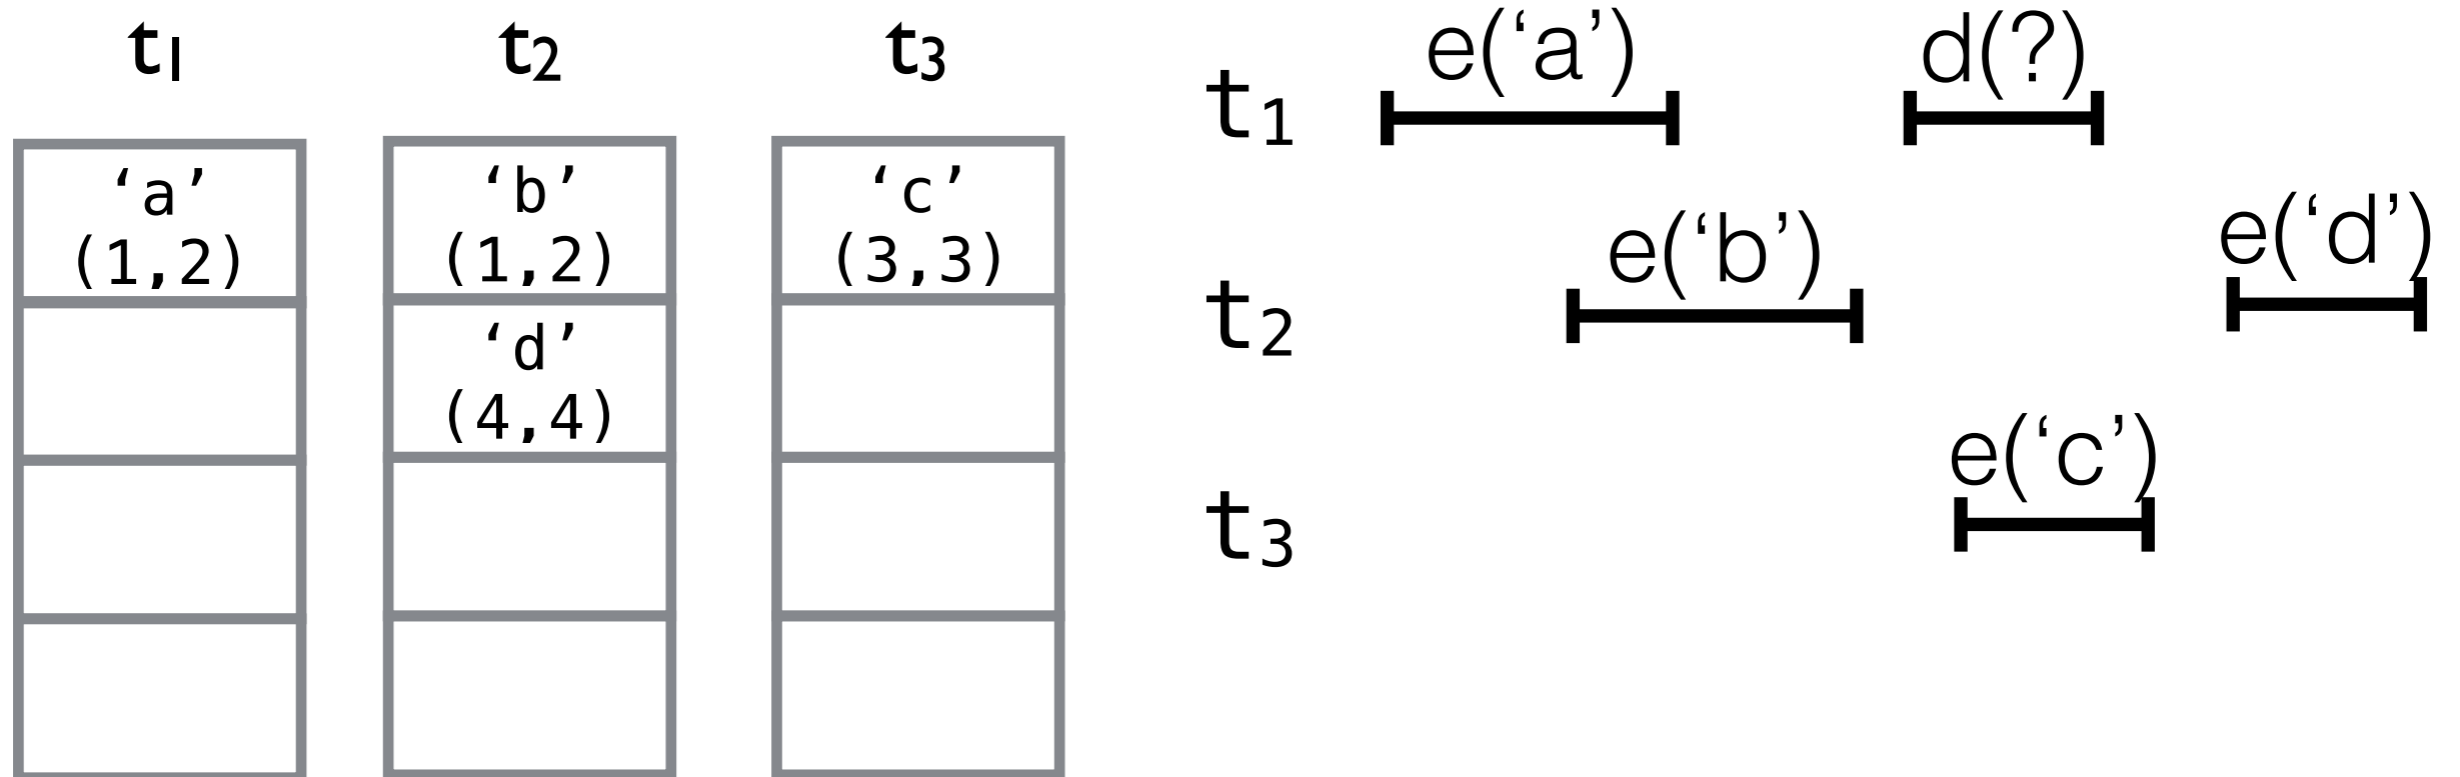 t1 t2 t3
‘a’ ‘b’ ‘c’
(1,2) (1,2) (3,3)
‘d’
(4,4)
e(‘a’) d(?)
t1
e(‘b’) e(‘d’)
t2
e(‘c’)
t3